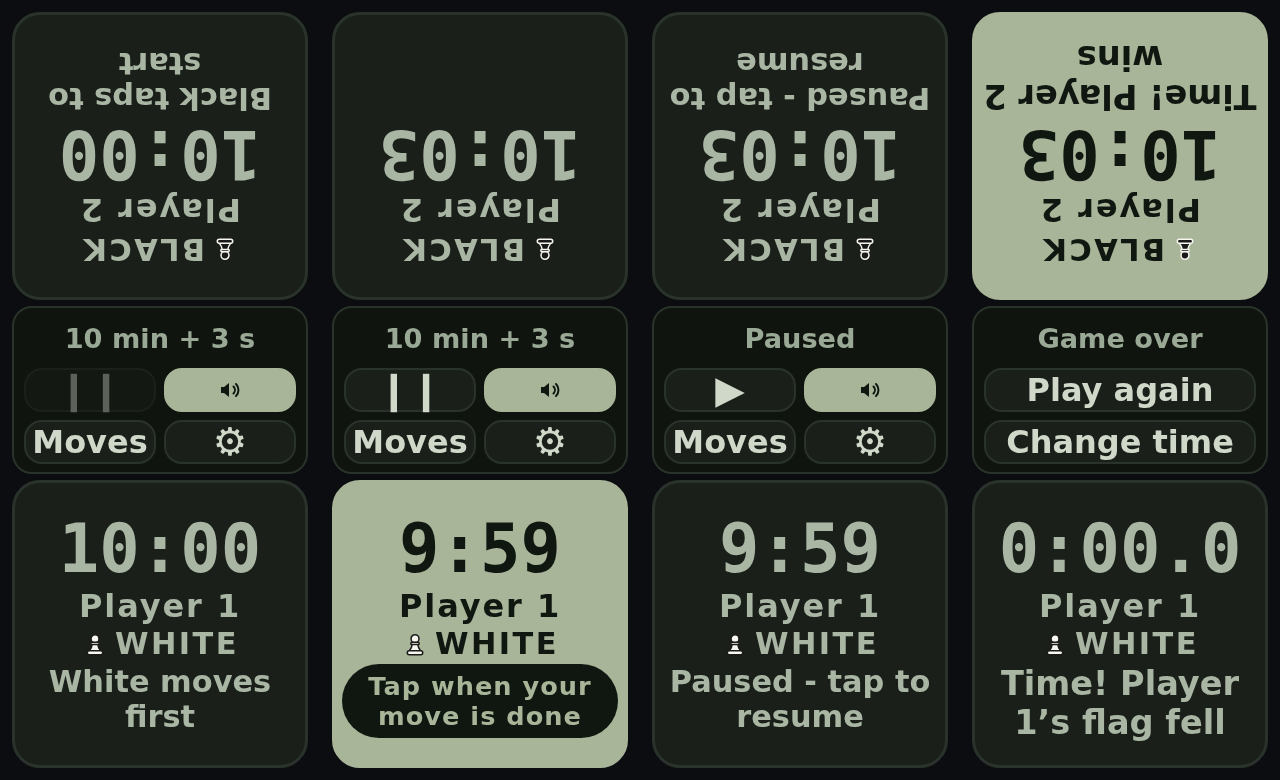 BLACK
Player 2
10:00
Black taps to
start
10 min + 3 s
Moves
10:00
Player 1
WHITE
White moves
first
BLACK
Player 2
10:03
10 min + 3 s
Moves
9:59
Player 1
WHITE
Tap when your
move is done
BLACK
Player 2
10:03
Paused - tap to
resume
Paused
Moves
9:59
Player 1
WHITE
Paused - tap to
resume
BLACK
Player 2
10:03
Time! Player 2
wins
Game over
Play again
Change time
0:00.0
Player 1
WHITE
Time! Player
1’s flag fell